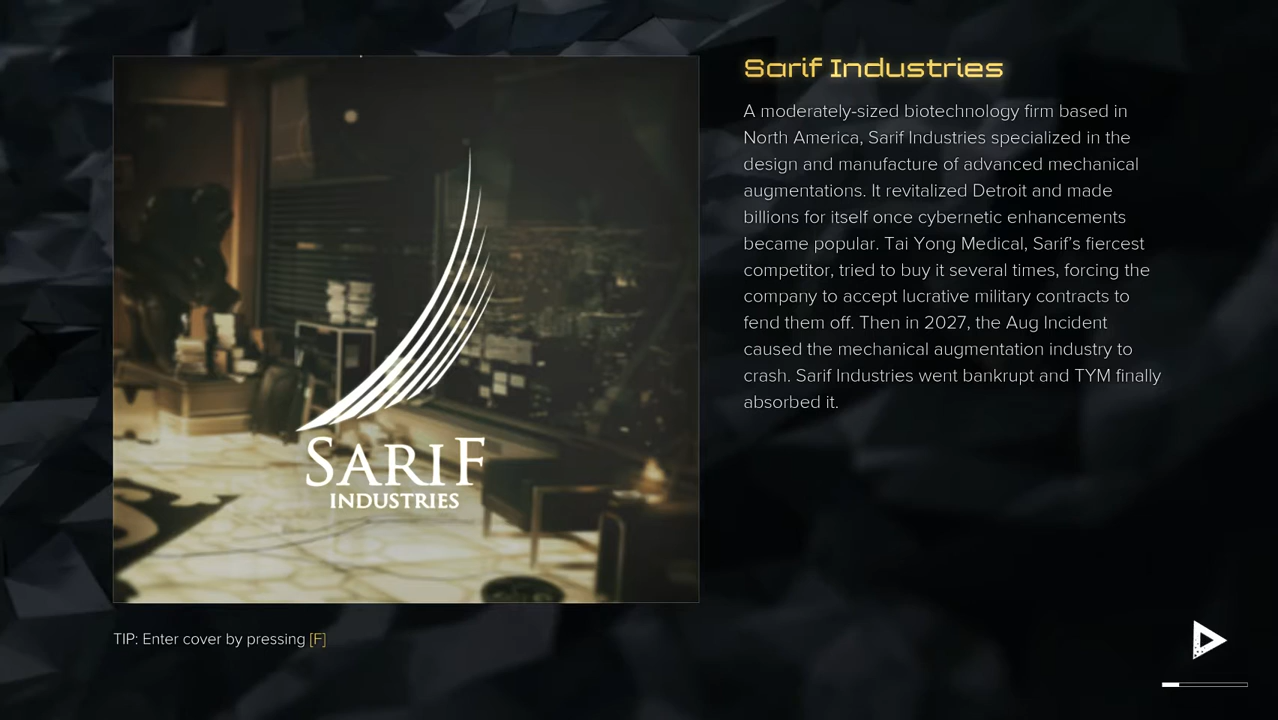 Sarif Industries
A moderately-sized biotechnology firm based in
North America, Sarif Industries specialized in the
design and manufacture of advanced mechanical
augmentations. It revitalized Detroit and made
billions for itself once cybernetic enhancements
became popular. Tai Yong Medical, Sarif's fiercest
competitor, tried to buy it several times, forcing the
company to accept lucrative military contracts to
fend them off. Then in 2027, the Aug Incident
caused the mechanical augmentation industry to
crash. Sarif Industries went bankrupt and TYM finally
absorbed it.
SARIF
INDUSTRIES
TIP: Enter cover by pressing [F]